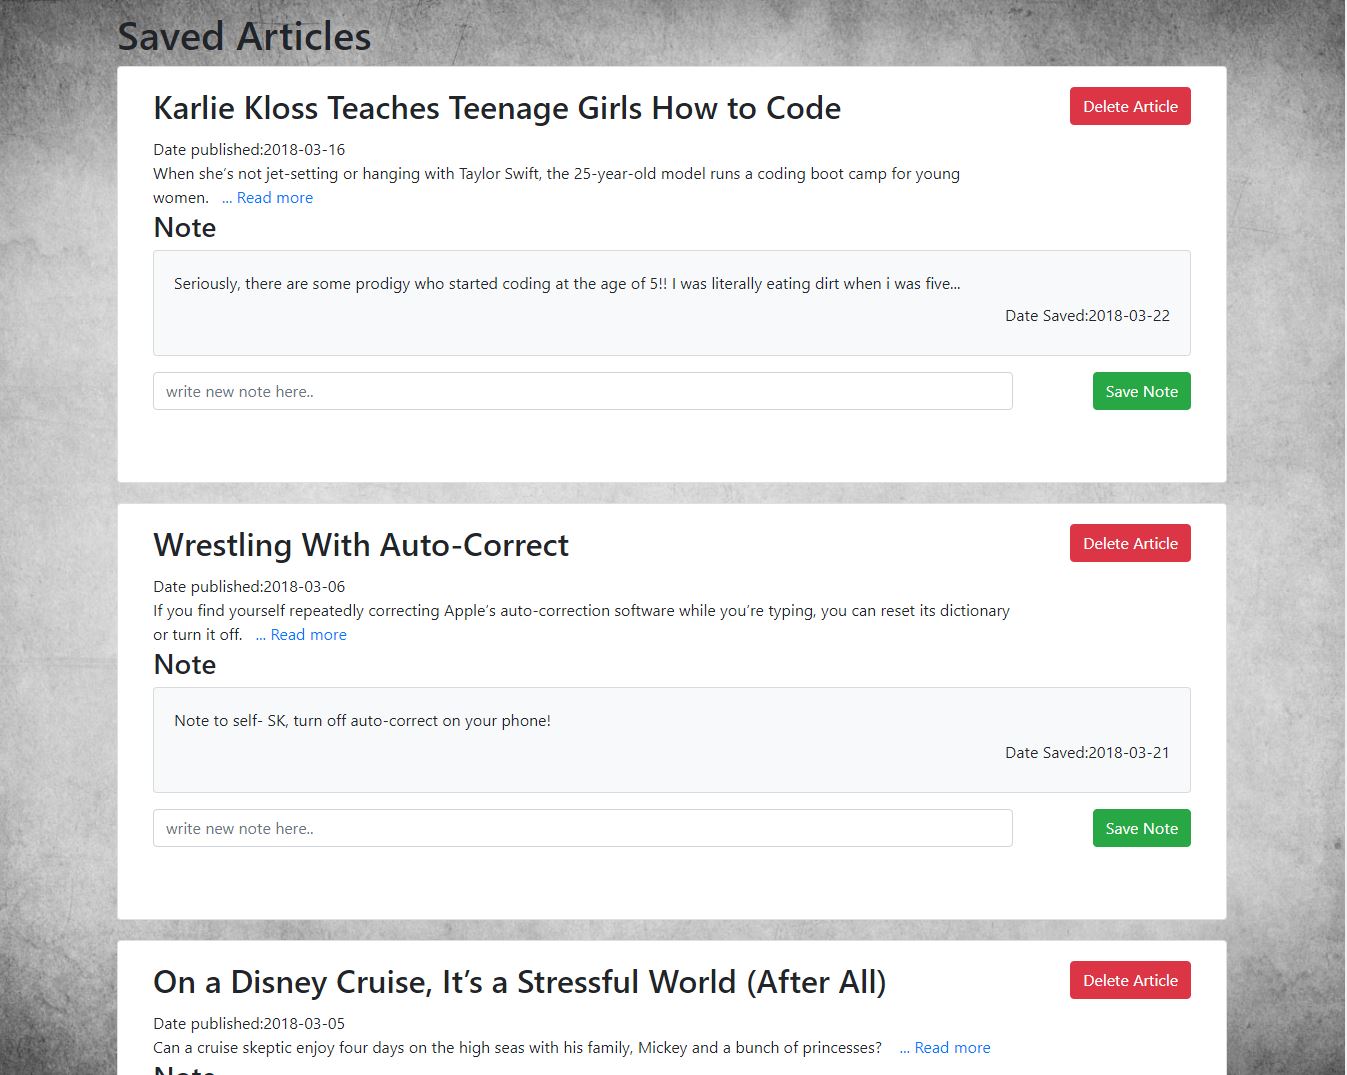 Saved Articles
Karlie Kloss Teaches Teenage Girls How to Code
Delete Article
Date published:2018-03-16
When she’s not jet-setting or hanging with Taylor Swift, the 25-year-old model runs a coding boot camp for young
women. ... Read more
Note
Seriously, there are some prodigy who started coding at the age of 5!! I was literally eating dirt when i was five...
Date Saved:2018-03-22
write new note here..
Save Note
Wrestling With Auto-Correct
Delete Article
Date published:2018-03-06
If you find yourself repeatedly correcting Apple’s auto-correction software while you’re typing, you can reset its dictionary
or turn it off. ... Read more
Note
Note to self- SK, turn off auto-correct on your phone!
Date Saved:2018-03-21
write new note here..
Save Note
On a Disney Cruise, It’s a Stressful World (After All)
Delete Article
Date published:2018-03-05
Can a cruise skeptic enjoy four days on the high seas with his family, Mickey and a bunch of princesses? ... Read more
Note